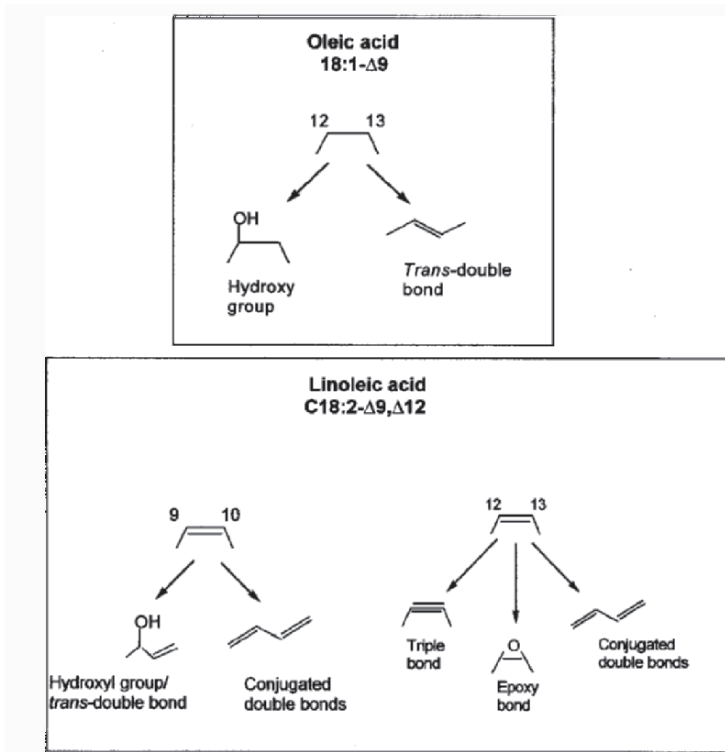 Oleic acid
18:1-Δ9
12 13
OH
Hydroxy
group
Trans-double
bond
Linoleic acid
C18:2-Δ9,Δ12
9 10
12 13
OH
Hydroxyl group/
trans-double bond
Conjugated
double bonds
Triple
bond
O
Epoxy
bond
Conjugated
double bonds